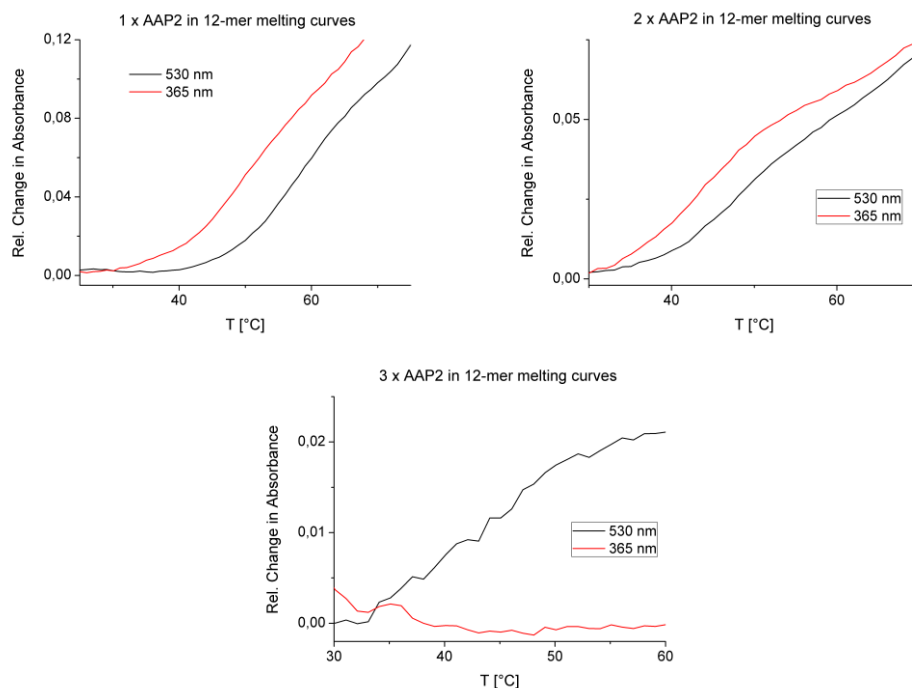 1 x AAP2 in 12-mer melting curves
0,12
0,08
0,04
0,00
Rel. Change in Absorbance
530 nm
365 nm
40
60
T [°C]
2 x AAP2 in 12-mer melting curves
0,05
0,00
Rel. Change in Absorbance
530 nm
365 nm
40
60
T [°C]
3 x AAP2 in 12-mer melting curves
0,02
0,01
0,00
Rel. Change in Absorbance
530 nm
365 nm
30
40
50
60
T [°C]